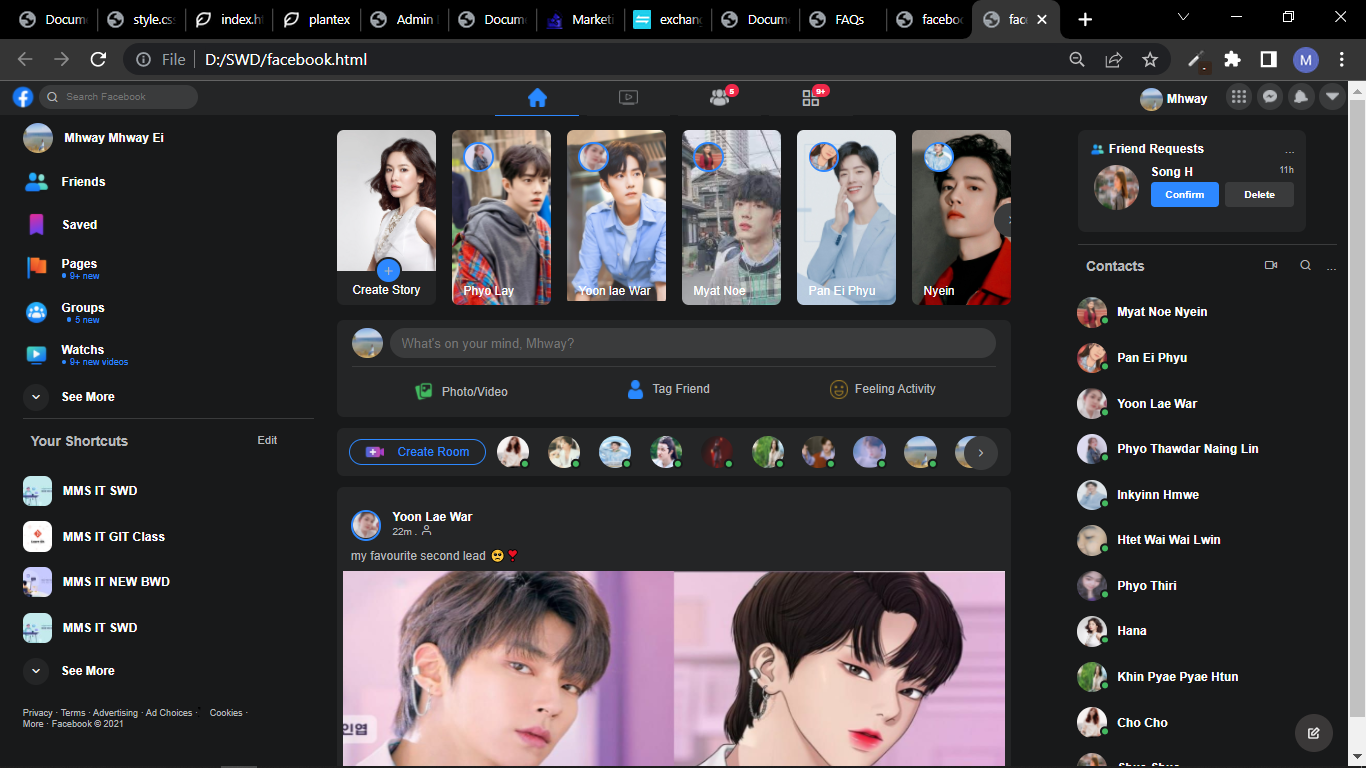 Docum
style.css
index.h
plantex
Admin
Docum
Marketi
exchan
Docum
FAQs
facebo
fac
File
D:/SWD/facebook.html
M
Search Facebook
5
9+
Mhway
Mhway Mhway Ei
Friends
Saved
Pages
9+ new
Groups
5 new
Watchs
9+ new videos
See More
Your Shortcuts
Edit
MMS IT SWD
MMS IT GIT Class
MMS IT NEW BWD
MMS IT SWD
See More
Privacy · Terms · Advertising · Ad Choices · Cookies ·
More · Facebook © 2021
Create Story
Phyo Lay
Yoon lae War
Myat Noe
Pan Ei Phyu
Nyein
What's on your mind, Mhway?
Photo/Video
Tag Friend
Feeling Activity
Create Room
Yoon Lae War
22m .
my favourite second lead 🥺❣
인엽
Friend Requests
...
Song H
11h
Confirm
Delete
Contacts
...
Myat Noe Nyein
Pan Ei Phyu
Yoon Lae War
Phyo Thawdar Naing Lin
Inkyinn Hmwe
Htet Wai Wai Lwin
Phyo Thiri
Hana
Khin Pyae Pyae Htun
Cho Cho